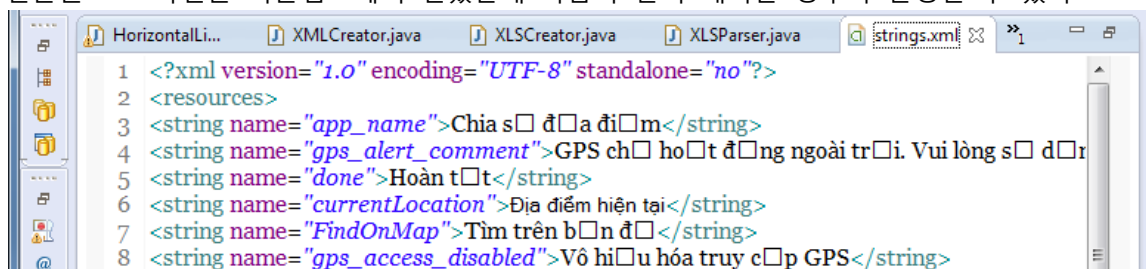 HorizontalLi... XMLCreator.java XLSCreator.java XLSParser.java strings.xml »1
1 <?xml version="1.0" encoding="UTF-8" standalone="no"?>
2 <resources>
3 <string name="app_name">Chia s□ đ□a đi□m</string>
4 <string name="gps_alert_comment">GPS ch□ ho□t đ□ng ngoài tr□i. Vui lòng s□ d□r
5 <string name="done">Hoàn t□t</string>
6 <string name="currentLocation">Địa điểm hiện tại</string>
7 <string name="FindOnMap">Tìm trên b□n đ□</string>
8 <string name="gps_access_disabled">Vô hi□u hóa truy c□p GPS</string>